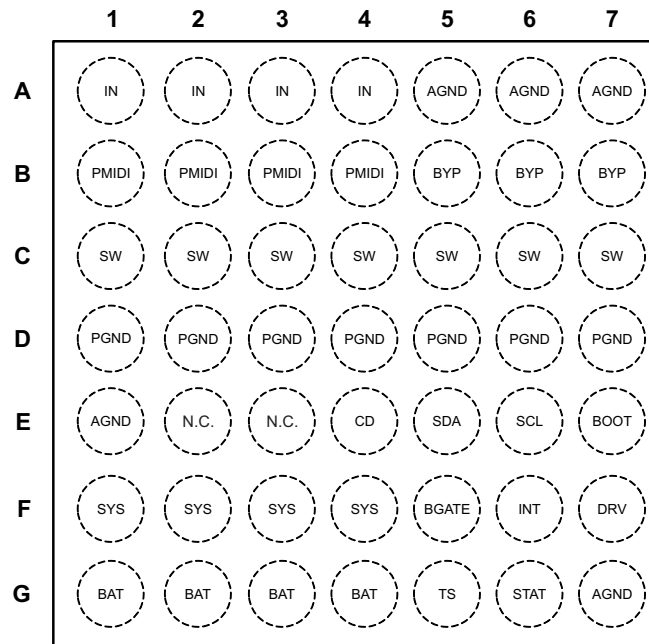 1 2 3 4 5 6 7
A IN IN IN IN AGND AGND AGND
B PMIDI PMIDI PMIDI PMIDI BYP BYP BYP
C SW SW SW SW SW SW SW
D PGND PGND PGND PGND PGND PGND PGND
E AGND N.C. N.C. CD SDA SCL BOOT
F SYS SYS SYS SYS BGATE INT DRV
G BAT BAT BAT BAT TS STAT AGND